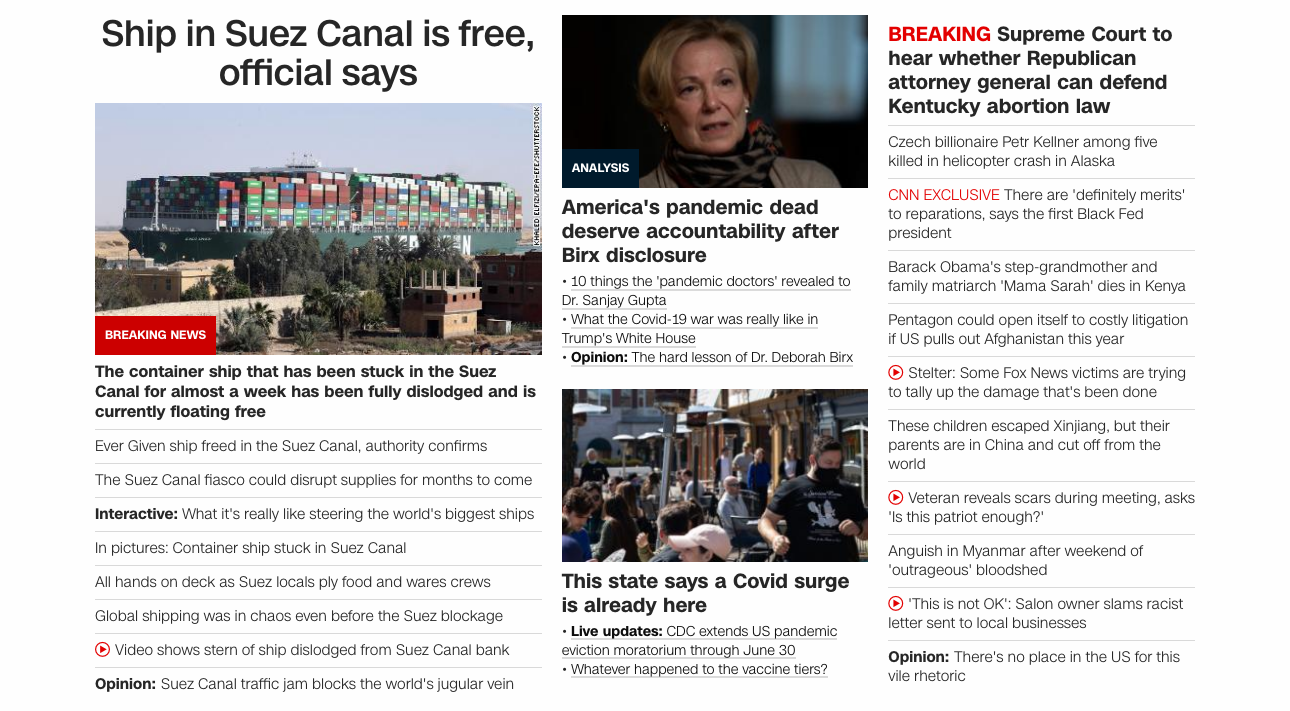 Ship in Suez Canal is free,
official says
KHALED ELFIQI/EPA-EFE/SHUTTERSTOCK
BREAKING NEWS
The container ship that has been stuck in the Suez
Canal for almost a week has been fully dislodged and is
currently floating free
Ever Given ship freed in the Suez Canal, authority confirms
The Suez Canal fiasco could disrupt supplies for months to come
Interactive: What it's really like steering the world's biggest ships
In pictures: Container ship stuck in Suez Canal
All hands on deck as Suez locals ply food and wares crews
Global shipping was in chaos even before the Suez blockage
Video shows stern of ship dislodged from Suez Canal bank
Opinion: Suez Canal traffic jam blocks the world's jugular vein
ANALYSIS
America's pandemic dead
deserve accountability after
Birx disclosure
• 10 things the 'pandemic doctors' revealed to
Dr. Sanjay Gupta
• What the Covid-19 war was really like in
Trump's White House
• Opinion: The hard lesson of Dr. Deborah Birx
This state says a Covid surge
is already here
• Live updates: CDC extends US pandemic
eviction moratorium through June 30
• Whatever happened to the vaccine tiers?
BREAKING Supreme Court to
hear whether Republican
attorney general can defend
Kentucky abortion law
Czech billionaire Petr Kellner among five
killed in helicopter crash in Alaska
CNN EXCLUSIVE There are 'definitely merits'
to reparations, says the first Black Fed
president
Barack Obama's step-grandmother and
family matriarch 'Mama Sarah' dies in Kenya
Pentagon could open itself to costly litigation
if US pulls out Afghanistan this year
Stelter: Some Fox News victims are trying
to tally up the damage that's been done
These children escaped Xinjiang, but their
parents are in China and cut off from the
world
Veteran reveals scars during meeting, asks
'Is this patriot enough?'
Anguish in Myanmar after weekend of
'outrageous' bloodshed
'This is not OK': Salon owner slams racist
letter sent to local businesses
Opinion: There's no place in the US for this
vile rhetoric